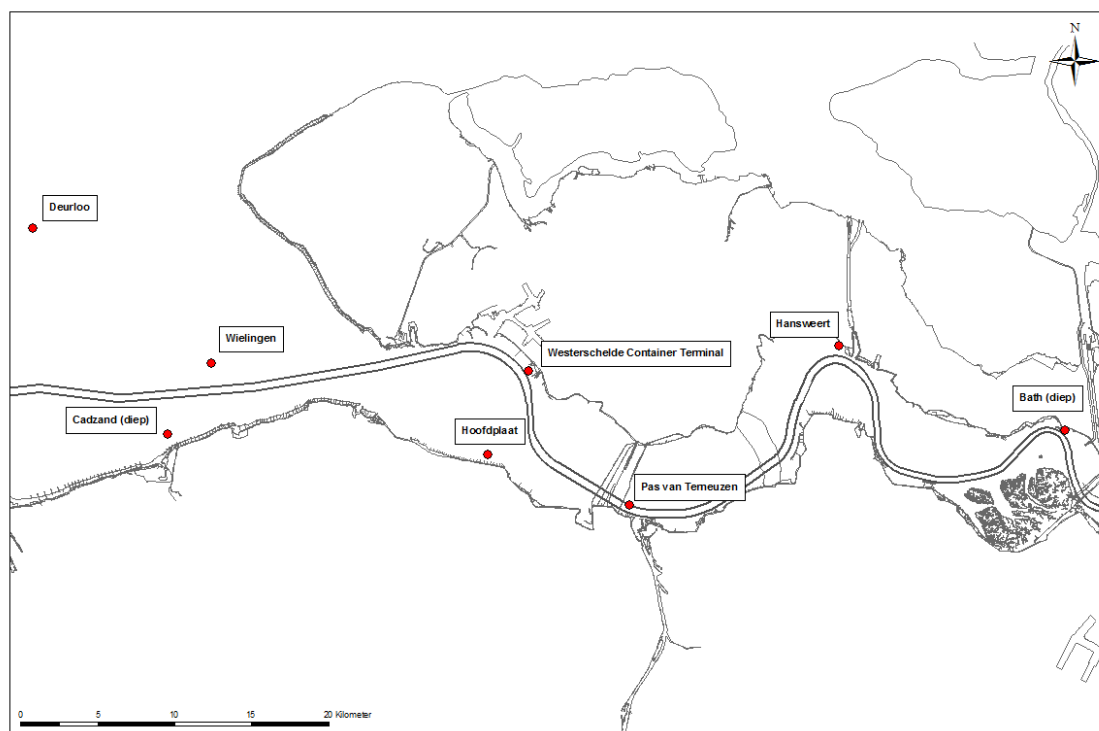 N
Deurloo
Wielingen
Hansweert
Westerschelde Container Terminal
Bath (diep)
Cadzand (diep)
Hoofdplaat
Pas van Terneuzen
0 5 10 15 20 Kilometer